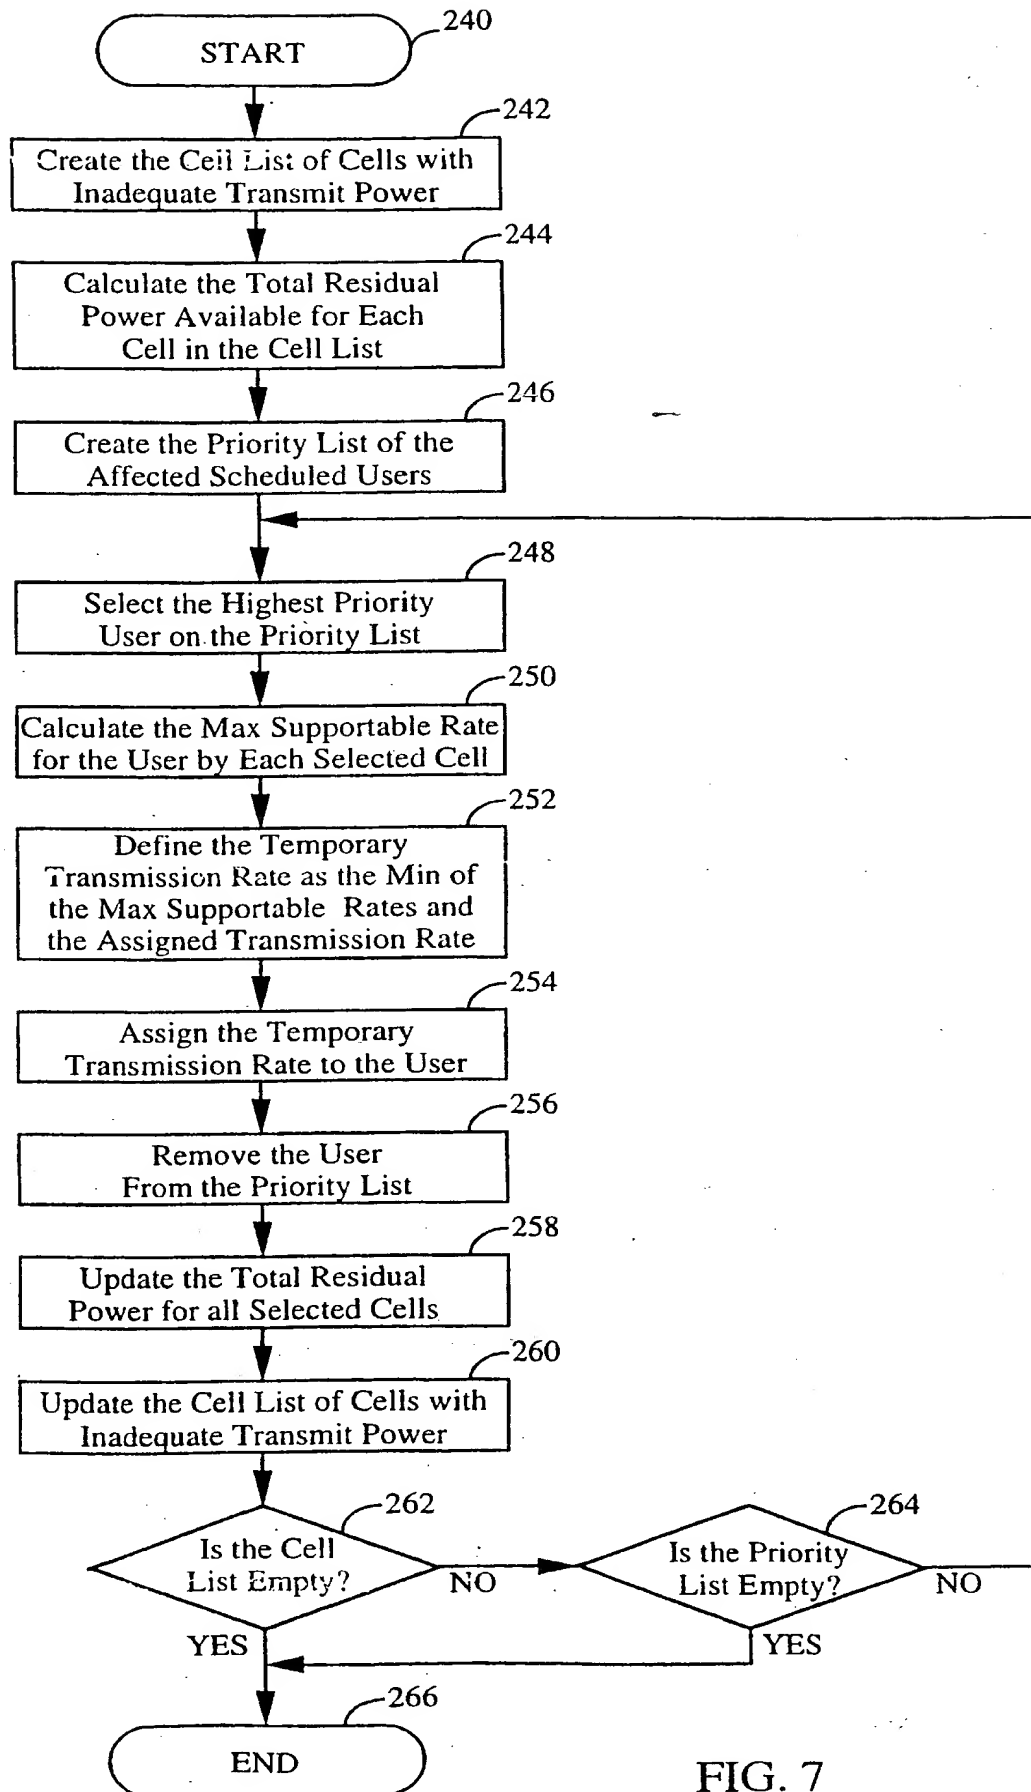 240
START
242
Create the Cell List of Cells with
Inadequate Transmit Power
244
Calculate the Total Residual
Power Available for Each
Cell in the Cell List
246
Create the Priority List of the
Affected Scheduled Users
248
Select the Highest Priority
User on the Priority List
250
Calculate the Max Supportable Rate
for the User by Each Selected Cell
252
Define the Temporary
Transmission Rate as the Min of
the Max Supportable Rates and
the Assigned Transmission Rate
254
Assign the Temporary
Transmission Rate to the User
256
Remove the User
From the Priority List
258
Update the Total Residual
Power for all Selected Cells
260
Update the Cell List of Cells with
Inadequate Transmit Power
262
Is the Cell
List Empty?
NO
YES
264
Is the Priority
List Empty?
NO
YES
266
END
FIG. 7